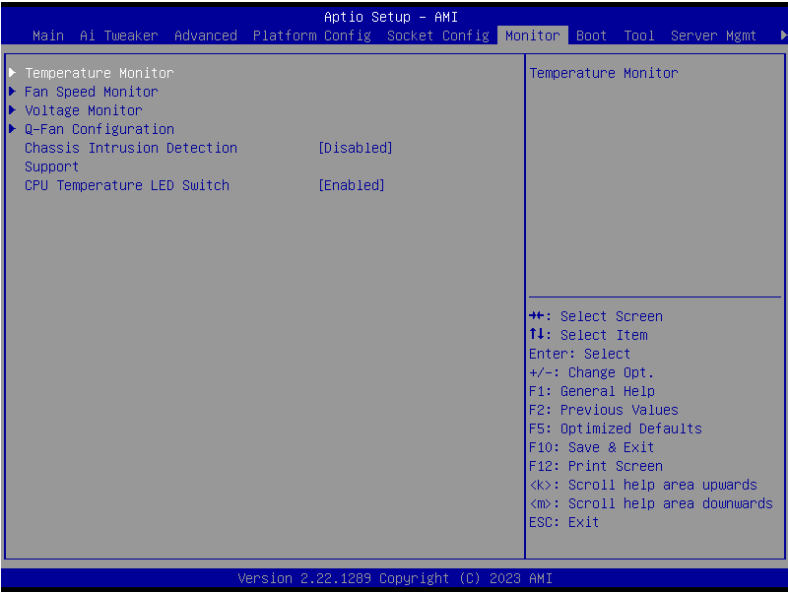 Aptio Setup – AMI
Main Ai Tweaker Advanced Platform Config Socket Config Monitor Boot Tool Server Mgmt
Temperature Monitor
Fan Speed Monitor
Voltage Monitor
Q-Fan Configuration
Chassis Intrusion Detection [Disabled]
Support
CPU Temperature LED Switch [Enabled]
Temperature Monitor
→←: Select Screen
↑↓: Select Item
Enter: Select
+/-: Change Opt.
F1: General Help
F2: Previous Values
F5: Optimized Defaults
F10: Save & Exit
F12: Print Screen
<k>: Scroll help area upwards
<m>: Scroll help area downwards
ESC: Exit
Version 2.22.1289 Copyright (C) 2023 AMI